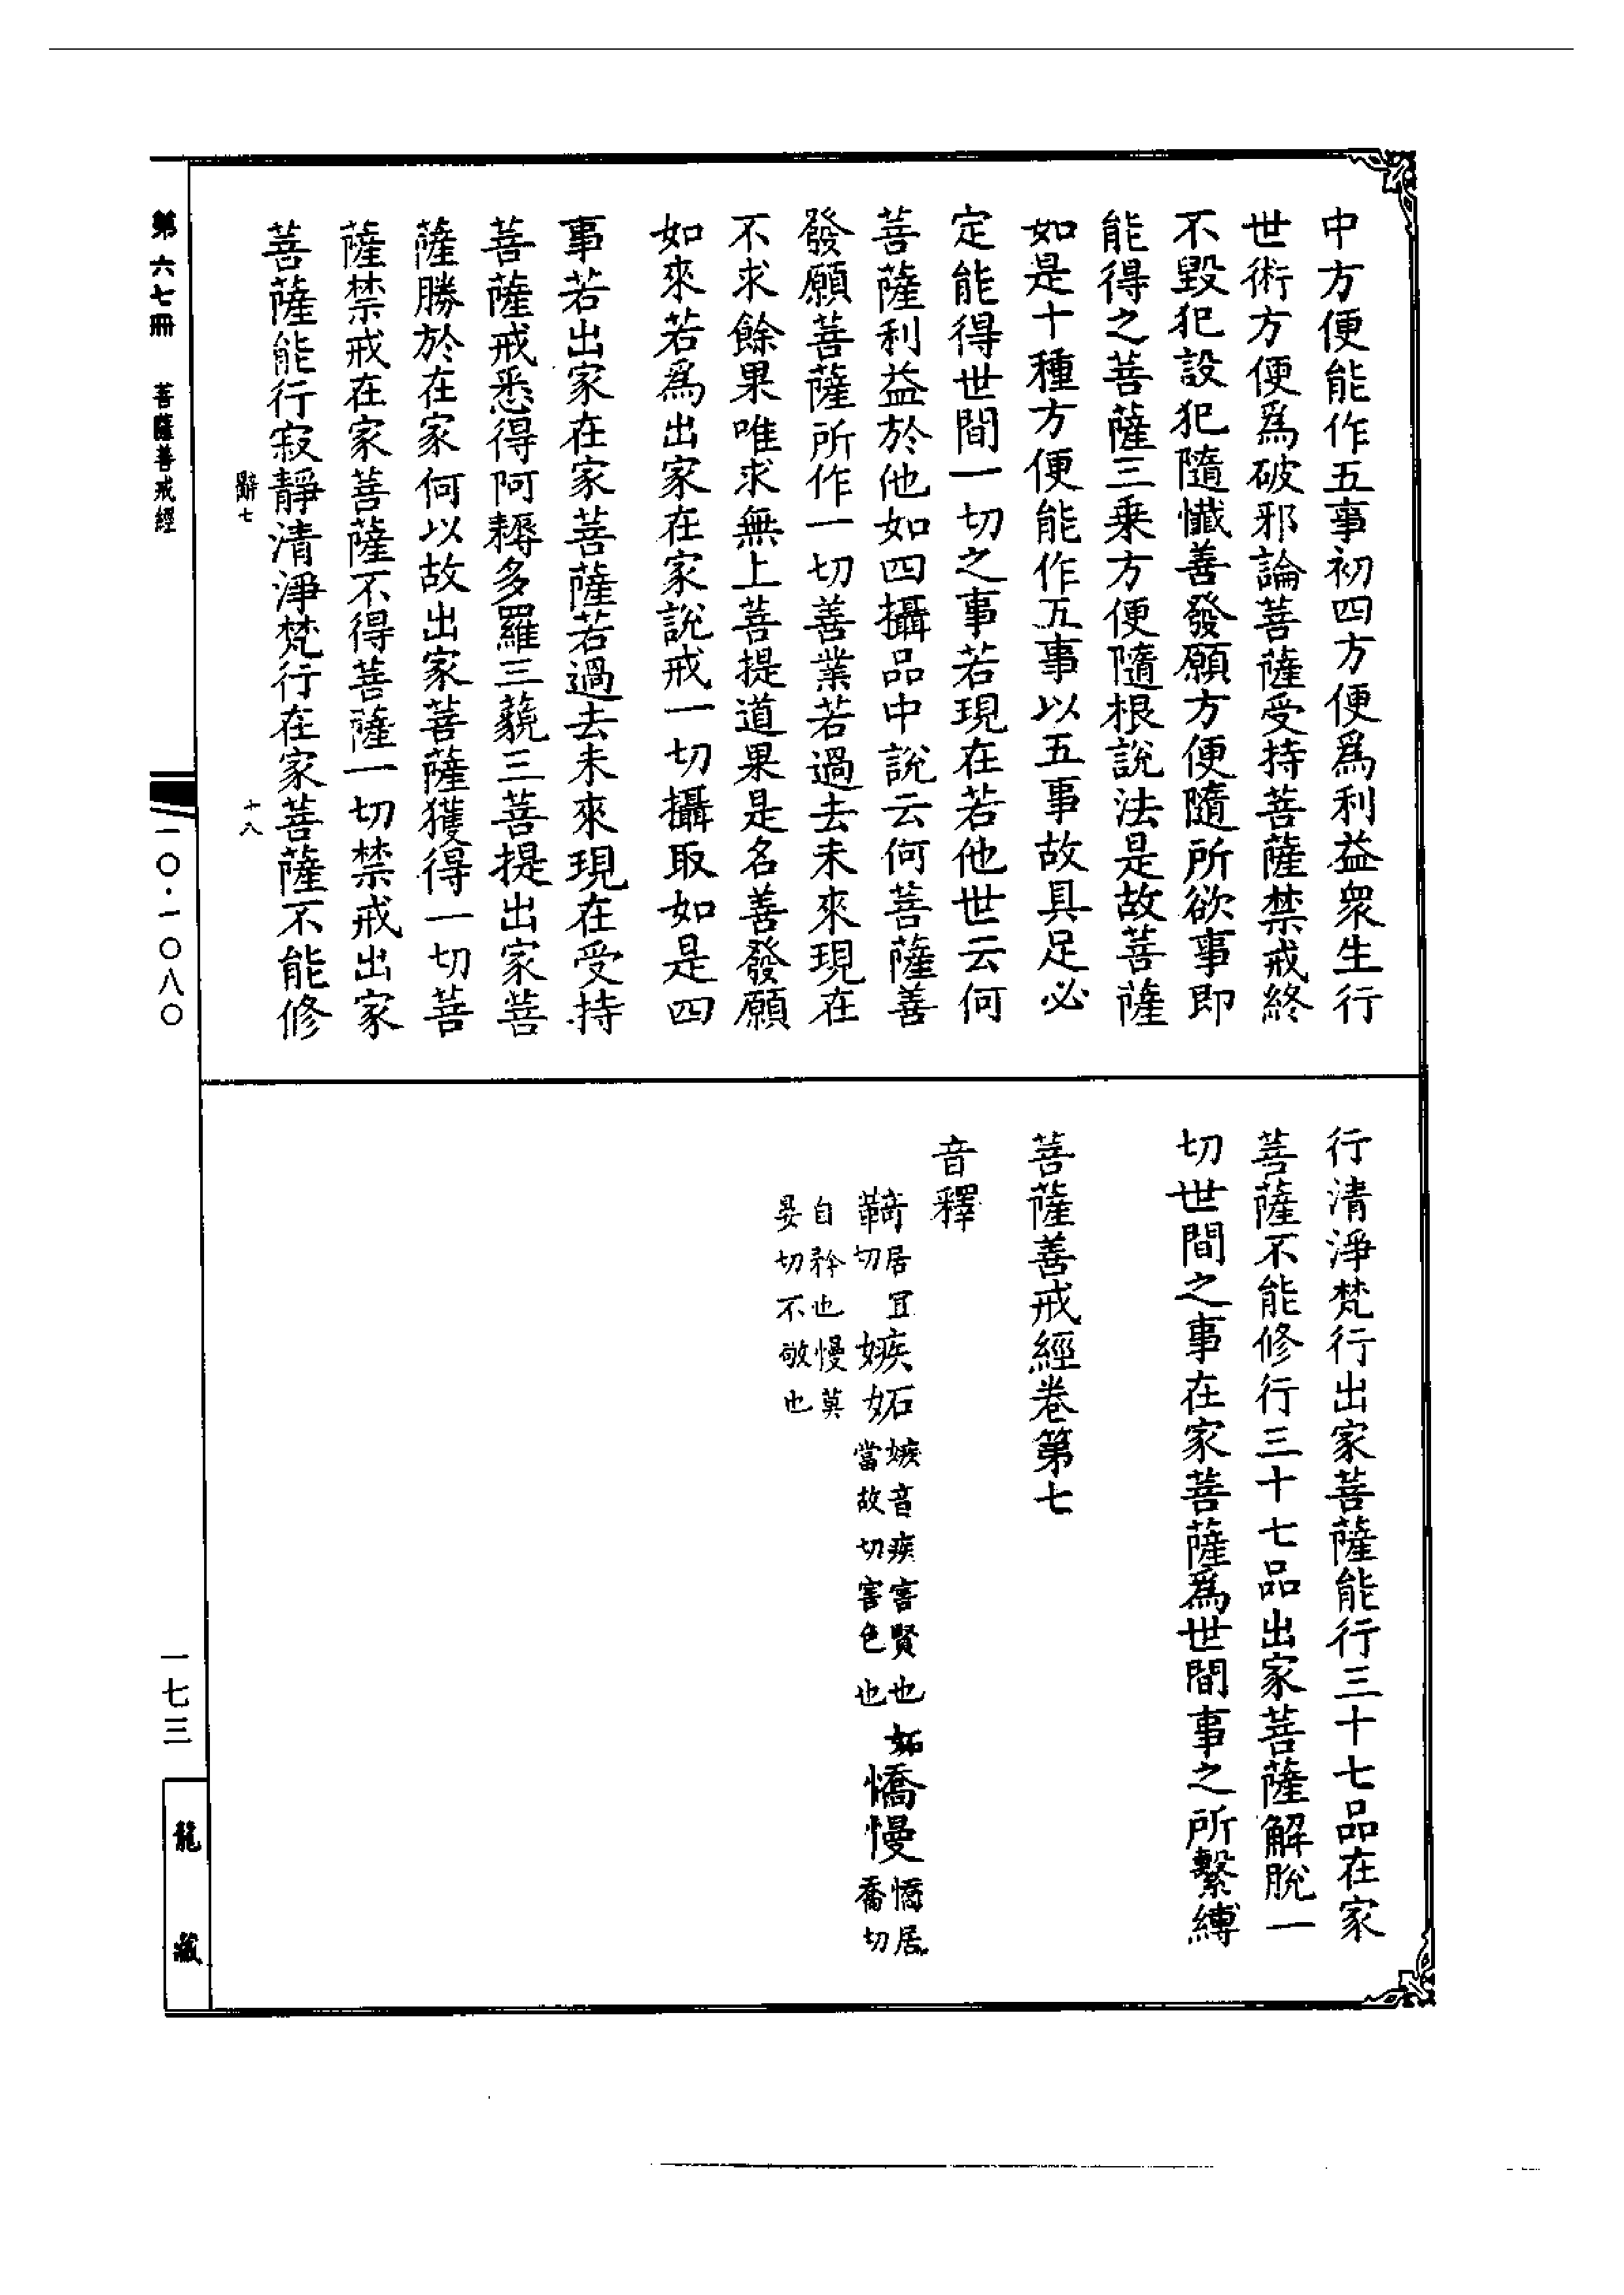 中方便能作五事初四方便爲利益衆生行
世術方便爲破邪論菩薩受持菩薩禁戒終
不毀犯設犯隨懺善發願方便隨所欲事即
能得之菩薩三乘方便隨根說法是故菩薩
如是十種方便能作五事以五事故具足必
定能得世間一切之事若現在若他世云何
菩薩利益於他如四攝品中說云何菩薩善
發願菩薩所作一切善業若過去未來現在
不求餘果唯求無上菩提道果是名善發願
如來若爲出家在家說戒一切攝取如是四
事若出家在家菩薩若過去未來現在受持
菩薩戒悉得阿耨多羅三藐三菩提出家菩
薩勝於在家何以故出家菩薩獲得一切菩
薩禁戒在家菩薩不得菩薩一切禁戒出家
菩薩能行寂靜清淨梵行在家菩薩不能修
辭七 十八
行清淨梵行出家菩薩能行三十七品在家
菩薩不能修行三十七品出家菩薩解脫一
切世間之事在家菩薩爲世間事之所繫縛
菩薩善戒經卷第七
音釋
羇居宜切 嫉妬嫉音疾害賢也妬當故切害色也 憍慢憍居喬切
自矜也慢莫
晏切不敬也
第六七冊 菩薩善戒經
一〇·一〇八〇
一七三
龍藏